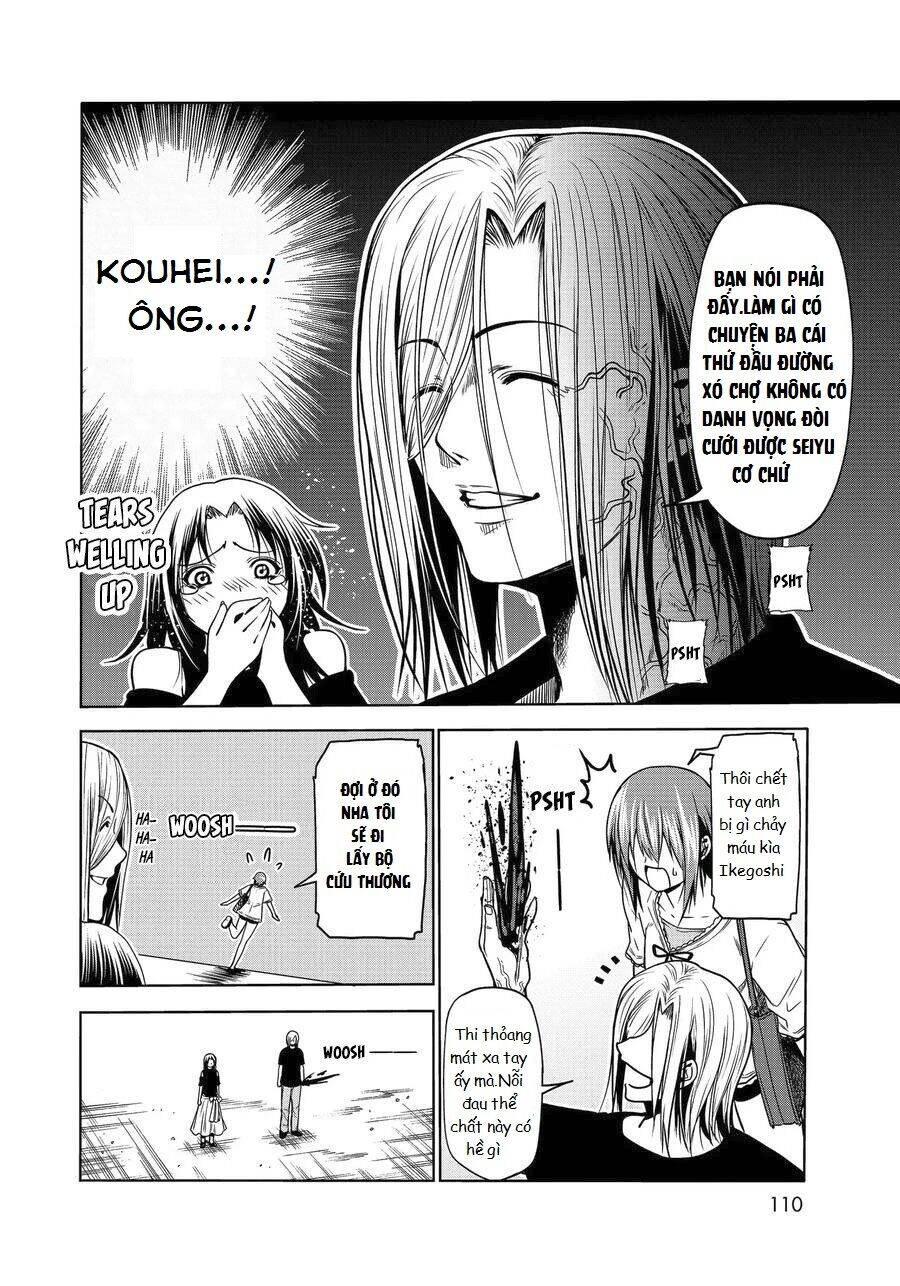 BẠN NÓI PHẢI
ĐẤY.LÀM GÌ CÓ
CHUYỆN BA CÁI
THỨ ĐẦU ĐƯỜNG
XÓ CHỢ KHÔNG CÓ
DANH VỌNG ĐÒI
CƯỚI ĐƯỢC SEIYU
CƠ CHỨ
KOUHEI...!
ÔNG...!
TEARS
WELLING
UP
PSHT
PSHT
Thôi chết
tay anh
bị gì chảy
máu kìa
Ikegoshi
PSHT
Thi thỏang
mát xa tay
ấy mà.Nỗi
đau thể
chất này có
hề gì
ĐỢI Ở ĐÓ
NHA TÔI
SẼ ĐI
LẤY BỘ
CỨU THƯƠNG
WOOSH
HA-
HA-
HA
WOOSH
110